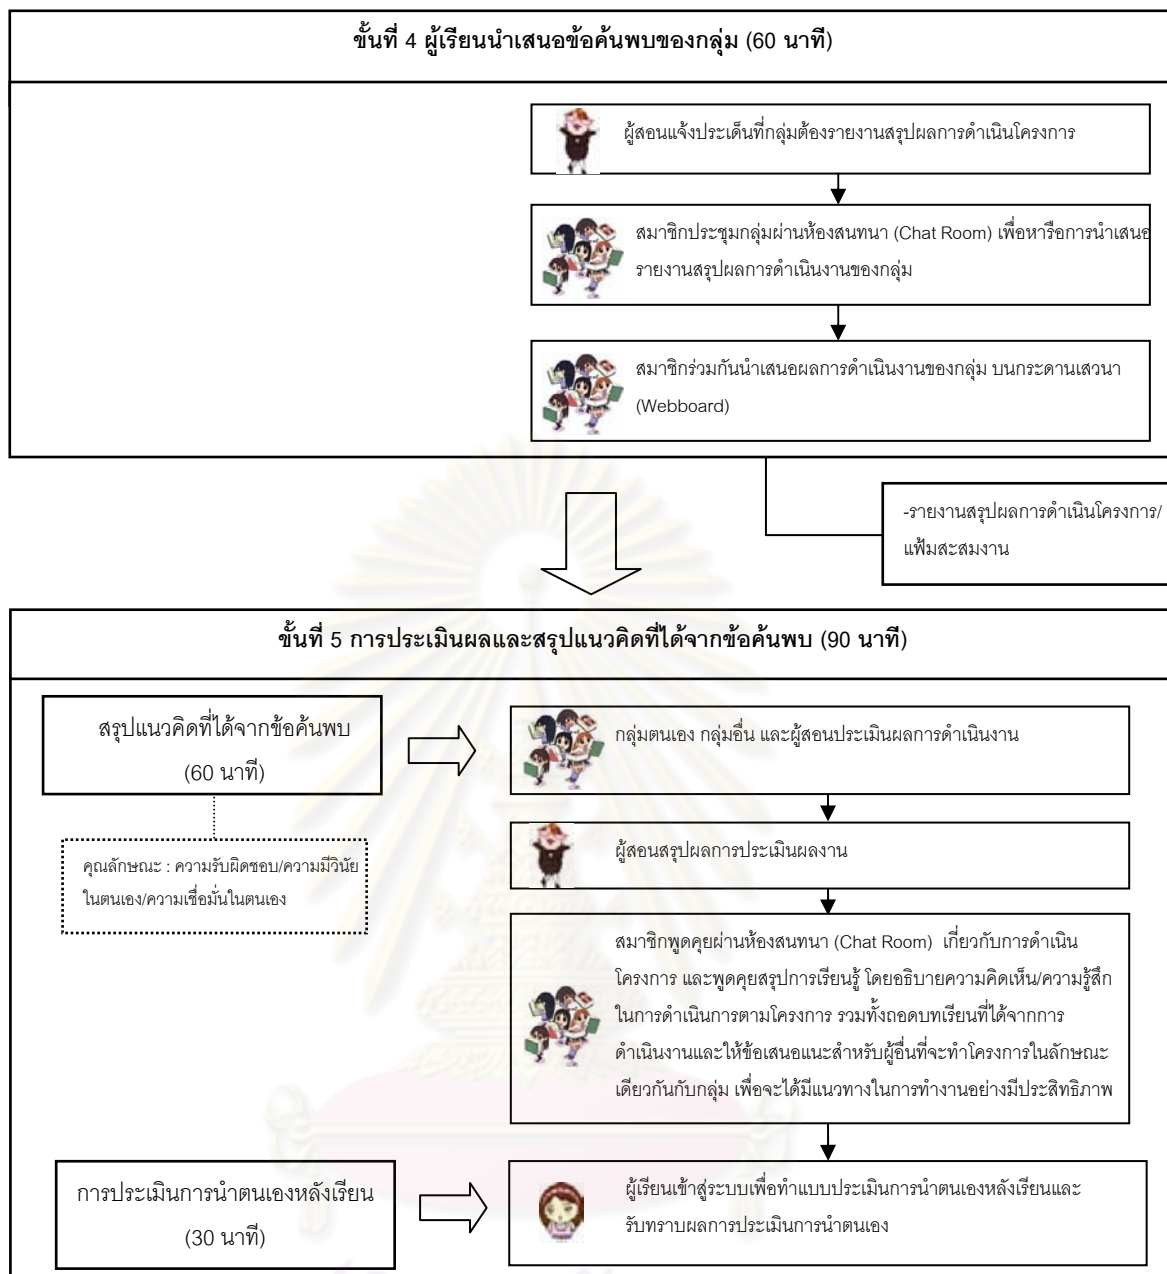 ขั้นที่ 4 ผู้เรียนนำเสนอข้อค้นพบของกลุ่ม (60 นาที)
ผู้สอนแจ้งประเด็นที่กลุ่มต้องรายงานสรุปผลการดำเนินโครงการ
สมาชิกประชุมกลุ่มผ่านห้องสนทนา (Chat Room) เพื่อหารือการนำเสนอ
รายงานสรุปผลการดำเนินงานของกลุ่ม
สมาชิกร่วมกันนำเสนอผลการดำเนินงานของกลุ่ม บนกระดานเสวนา
(Webboard)
-รายงานสรุปผลการดำเนินโครงการ/
แฟ้มสะสมงาน
ขั้นที่ 5 การประเมินผลและสรุปแนวคิดที่ได้จากข้อค้นพบ (90 นาที)
สรุปแนวคิดที่ได้จากข้อค้นพบ
(60 นาที)
กลุ่มตนเอง กลุ่มอื่น และผู้สอนประเมินผลการดำเนินงาน
คุณลักษณะ : ความรับผิดชอบ/ความมีวินัย
ในตนเอง/ความเชื่อมั่นในตนเอง
ผู้สอนสรุปผลการประเมินผลงาน
สมาชิกพูดคุยผ่านห้องสนทนา (Chat Room) เกี่ยวกับการดำเนิน
โครงการ และพูดคุยสรุปการเรียนรู้ โดยอธิบายความคิดเห็น/ความรู้สึก
ในการดำเนินการตามโครงการ รวมทั้งถอดบทเรียนที่ได้จากการ
ดำเนินงานและให้ข้อเสนอแนะสำหรับผู้อื่นที่จะทำโครงการในลักษณะ
เดียวกันกับกลุ่ม เพื่อจะได้มีแนวทางในการทำงานอย่างมีประสิทธิภาพ
การประเมินการนำตนเองหลังเรียน
(30 นาที)
ผู้เรียนเข้าสู่ระบบเพื่อทำแบบประเมินการนำตนเองหลังเรียนและ
รับทราบผลการประเมินการนำตนเอง